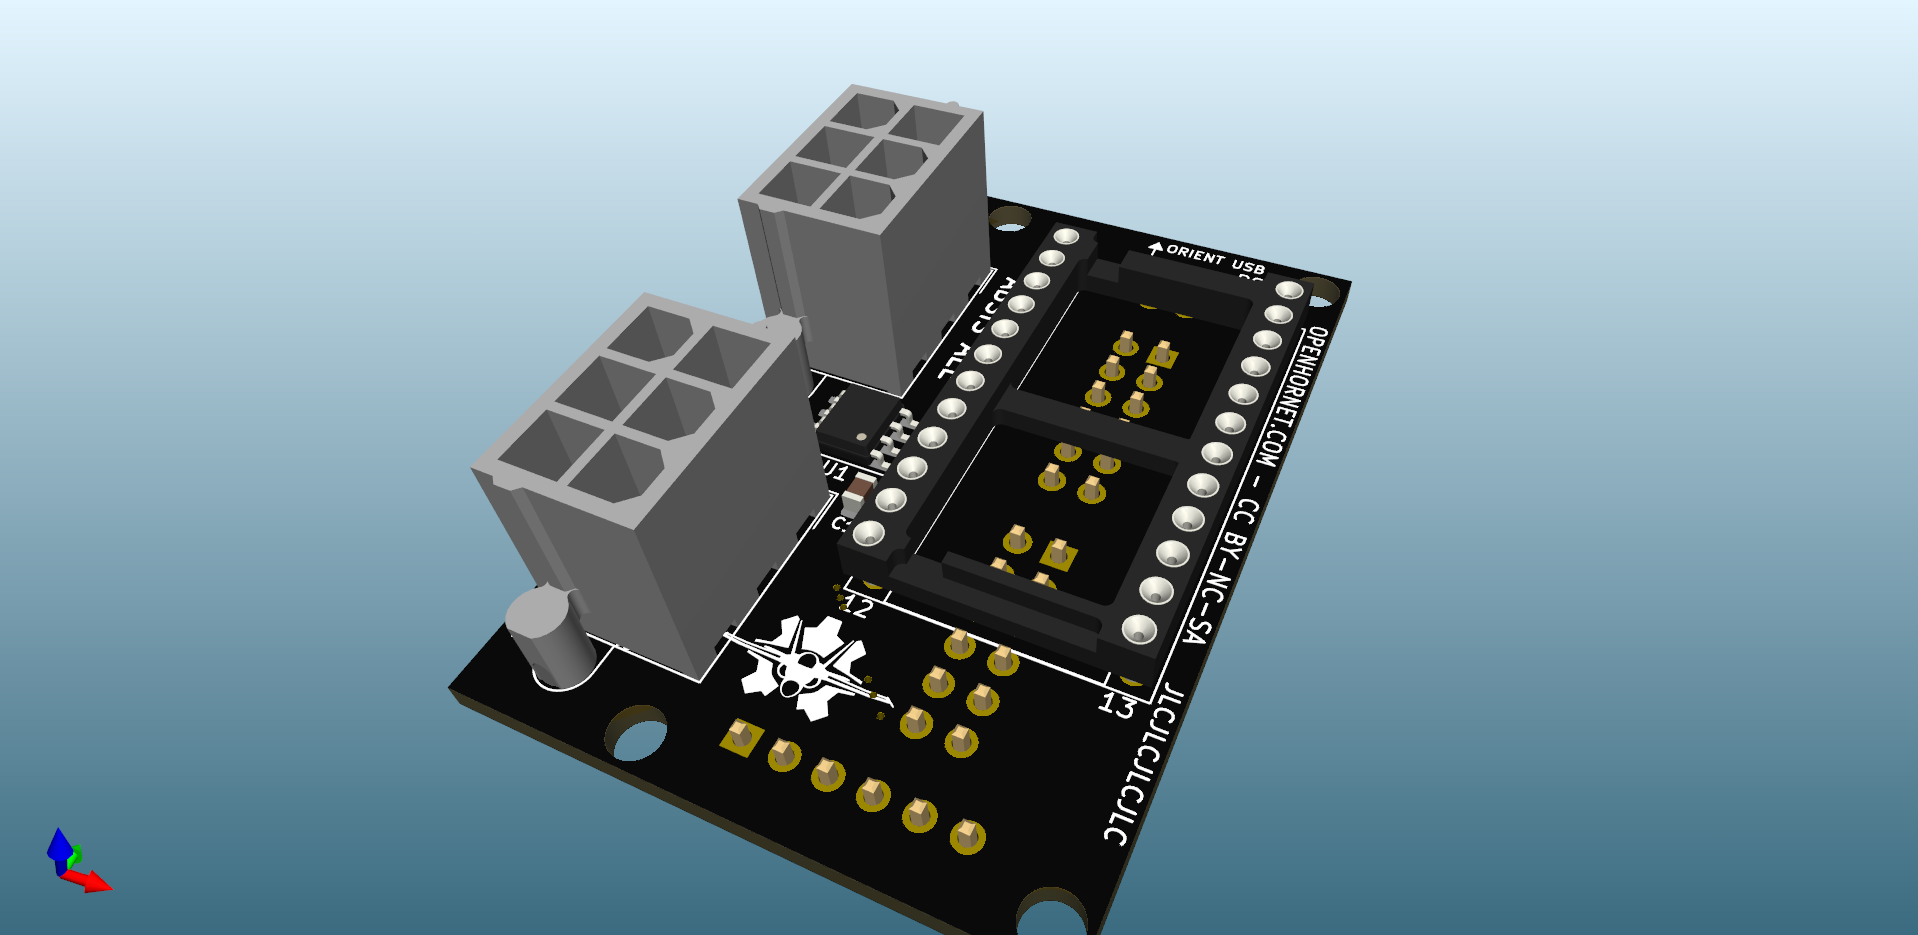 ORIENT USB
OPENHORNET.COM - CC BY-NC-SA
U1
12
13
JLCJLCJLCJLC